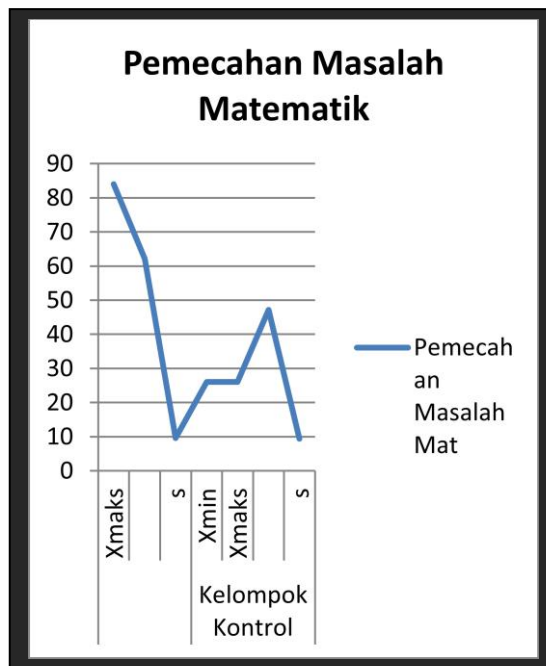 Pemecahan Masalah
Matematik
90
80
70
60
50
40
30
20
10
0
Xmaks
s
Xmin
Xmaks
s
Kelompok
Kontrol
Pemecah
an
Masalah
Mat